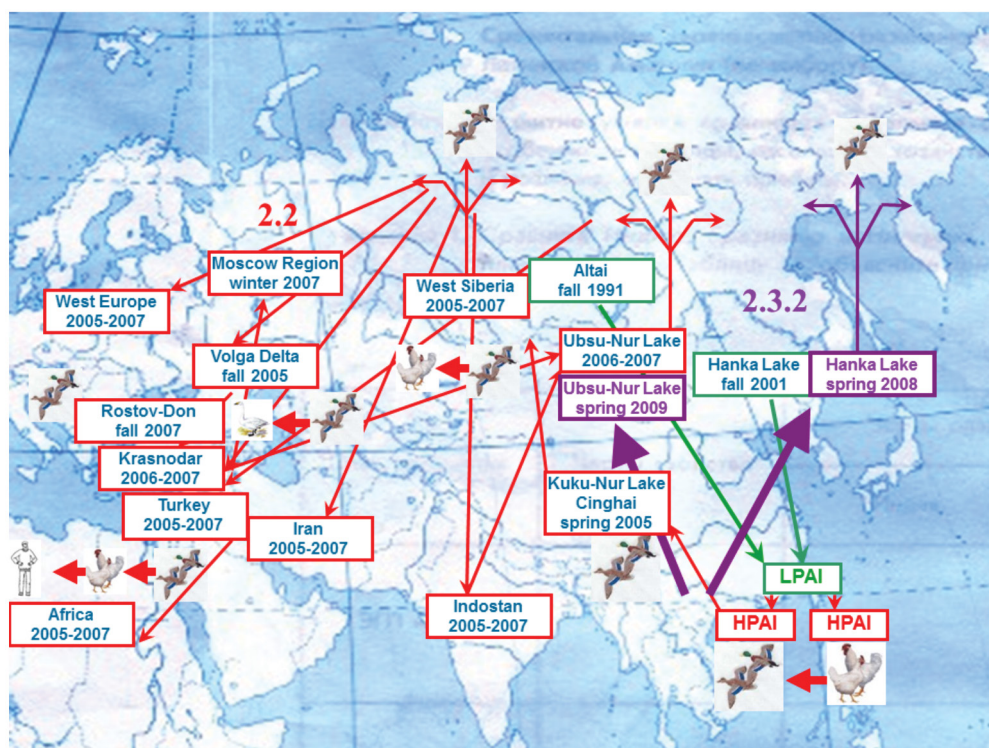 2.2
Moscow Region
winter 2007
West Europe
2005-2007
West Siberia
2005-2007
Altai
fall 1991
2.3.2
Volga Delta
fall 2005
Ubsu-Nur Lake
2006-2007
Ubsu-Nur Lake
spring 2009
Hanka Lake
fall 2001
Hanka Lake
spring 2008
Rostov-Don
fall 2007
Krasnodar
2006-2007
Turkey
2005-2007
Iran
2005-2007
Kuku-Nur Lake
Cinghai
spring 2005
LPAI
Africa
2005-2007
Indostan
2005-2007
HPAI
HPAI